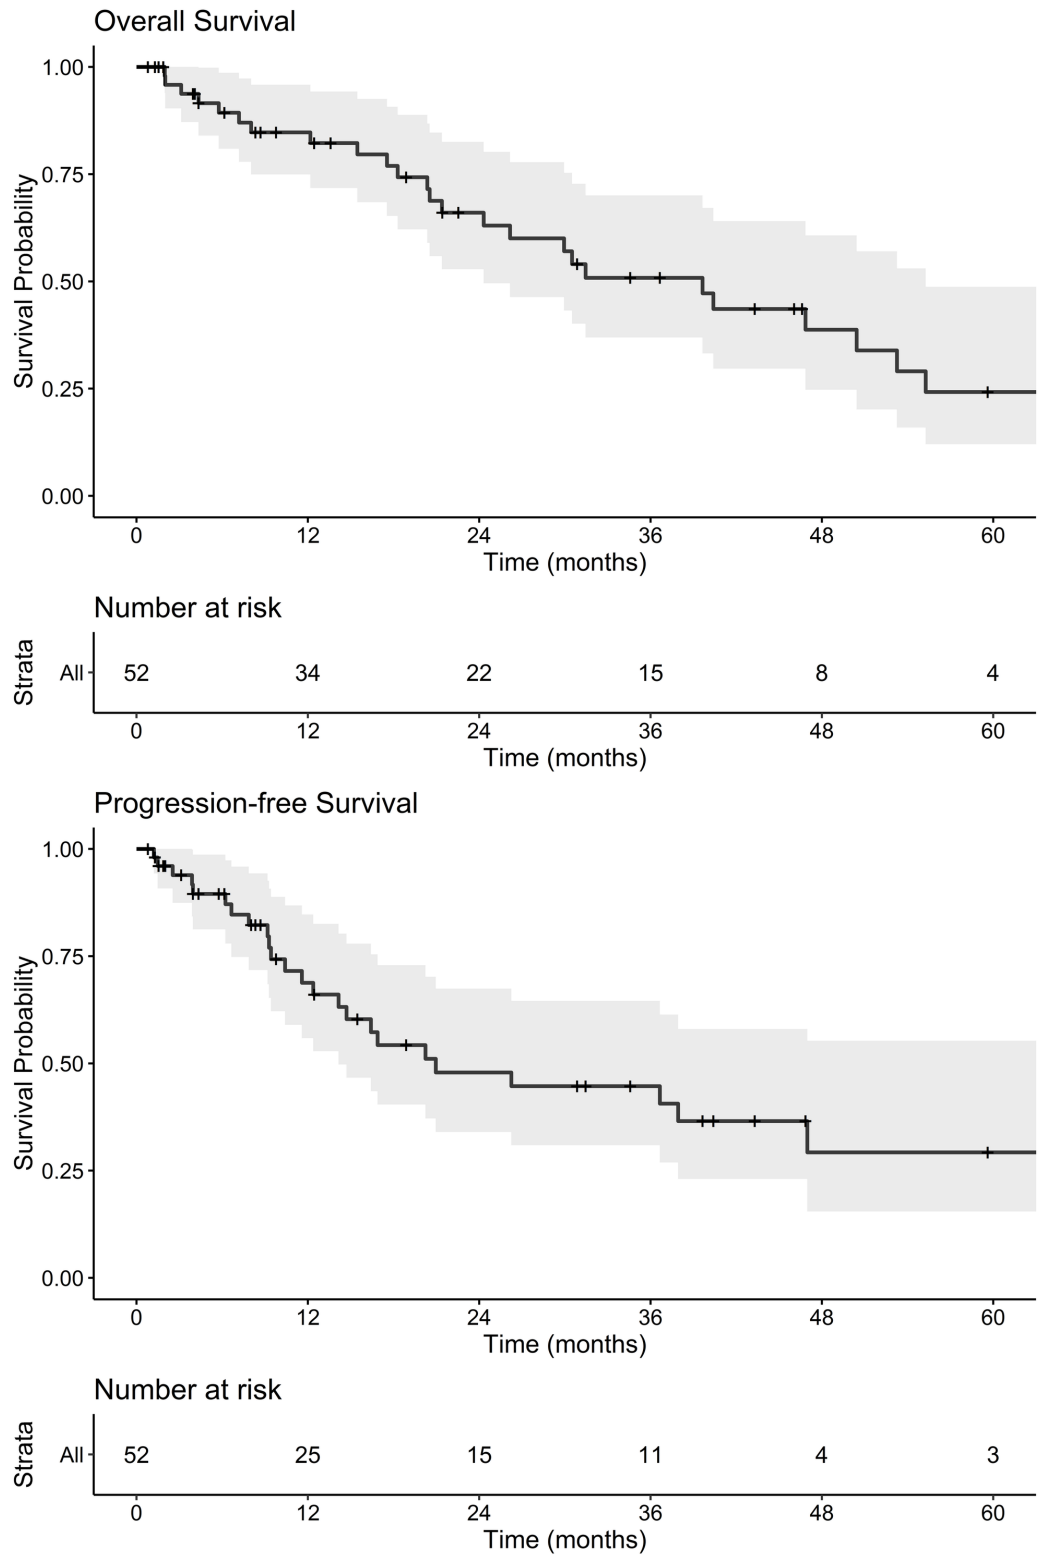 Overall Survival
Survival Probability
1.00
0.75
0.50
0.25
0.00
0 12 24 36 48 60
Time (months)
Number at risk
Strata
All 52 34 22 15 8 4
0 12 24 36 48 60
Time (months)
Progression-free Survival
Survival Probability
1.00
0.75
0.50
0.25
0.00
0 12 24 36 48 60
Time (months)
Number at risk
Strata
All 52 25 15 11 4 3
0 12 24 36 48 60
Time (months)